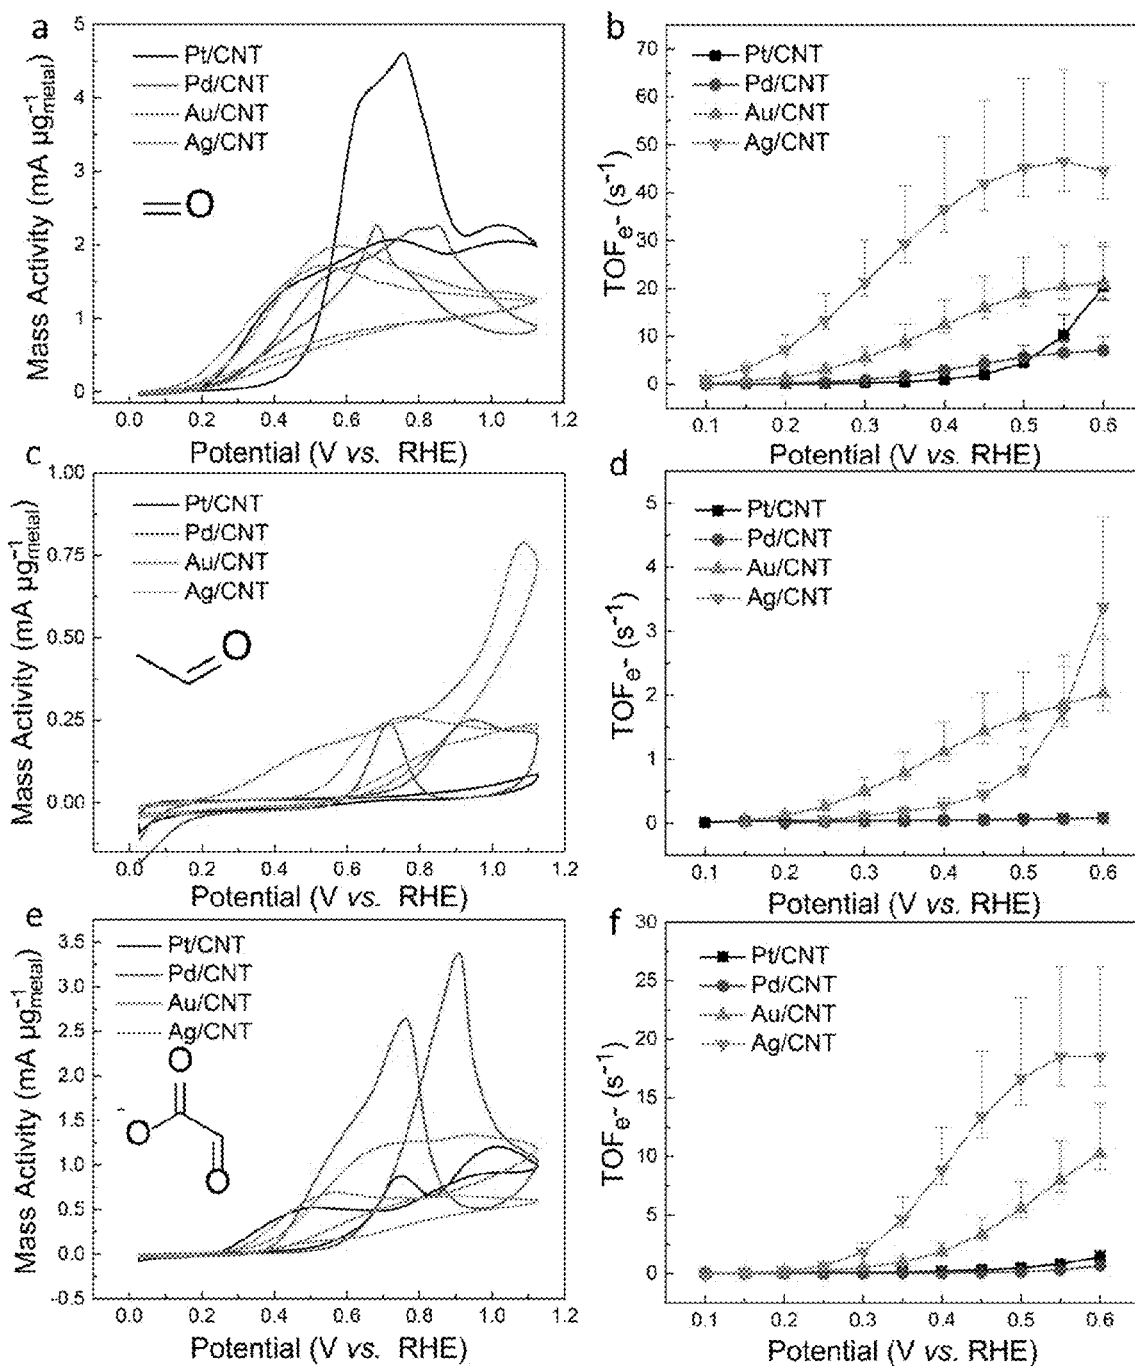 a
5
4
3
2
1
0
Mass Activity (mA μg⁻¹metal)
Pt/CNT
Pd/CNT
Au/CNT
Ag/CNT
O
0.0 0.2 0.4 0.6 0.8 1.0 1.2
Potential (V vs. RHE)
b
70
60
50
40
30
20
10
0
TOFe⁻ (s⁻¹)
Pt/CNT
Pd/CNT
Au/CNT
Ag/CNT
0.1 0.2 0.3 0.4 0.5 0.6
Potential (V vs. RHE)
c
1.00
0.75
0.50
0.25
0.00
Mass Activity (mA μg⁻¹metal)
Pt/CNT
Pd/CNT
Au/CNT
Ag/CNT
O
0.0 0.2 0.4 0.6 0.8 1.0 1.2
Potential (V vs. RHE)
d
5
4
3
2
1
0
TOFe⁻ (s⁻¹)
Pt/CNT
Pd/CNT
Au/CNT
Ag/CNT
0.1 0.2 0.3 0.4 0.5 0.6
Potential (V vs. RHE)
e
3.5
3.0
2.5
2.0
1.5
1.0
0.5
0.0
-0.5
Mass Activity (mA μg⁻¹metal)
Pt/CNT
Pd/CNT
Au/CNT
Ag/CNT
O
-
O
O
0.0 0.2 0.4 0.6 0.8 1.0 1.2
Potential (V vs. RHE)
f
30
25
20
15
10
5
0
TOFe⁻ (s⁻¹)
Pt/CNT
Pd/CNT
Au/CNT
Ag/CNT
0.1 0.2 0.3 0.4 0.5 0.6
Potential (V vs. RHE)